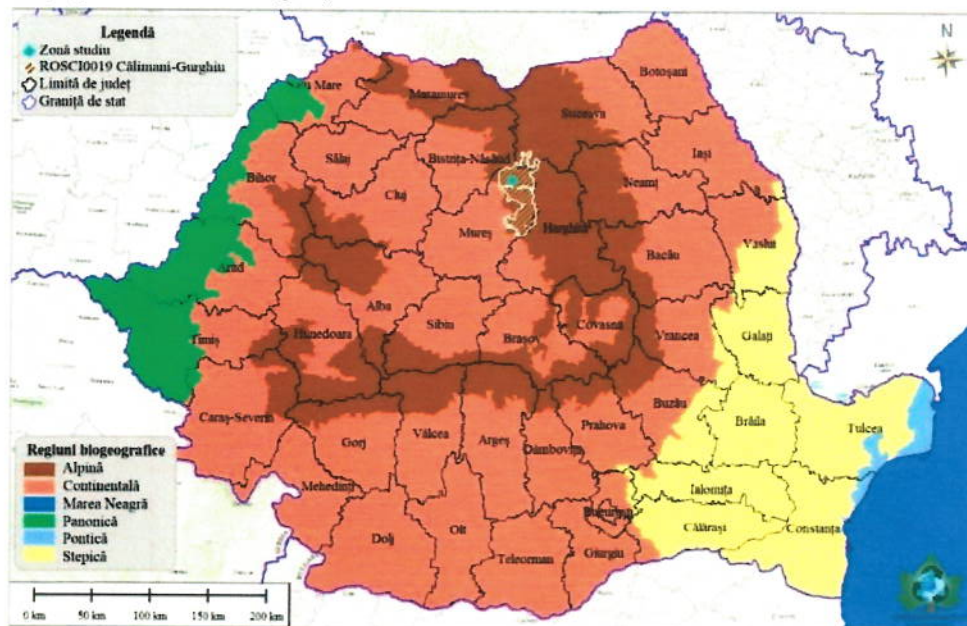 Legendă
Zonă studiu
ROSCI0019 Călimani-Gurghiu
Limită de județ
Graniță de stat
N
Botoșani
Mare
Maramureș
Suceava
Sălaj
Bistrița-Năsăud
Iași
Bihor
Cluj
Neamț
Mureș
Harghita
Vaslui
Bacău
Arad
Alba
Sibiu
Covasna
Hunedoara
Brașov
Vrancea
Galați
Timiș
Caraș-Severin
Buzău
Brăila
Tulcea
Gorj
Vâlcea
Argeș
Dâmbovița
Prahova
Mehedinți
Ialomița
București
Călărași
Constanța
Dolj
Olt
Teleorman
Giurgiu
Regiuni biogeografice
Alpină
Continentală
Marea Neagră
Panonică
Pontică
Stepică
0 km 50 km 100 km 150 km 200 km